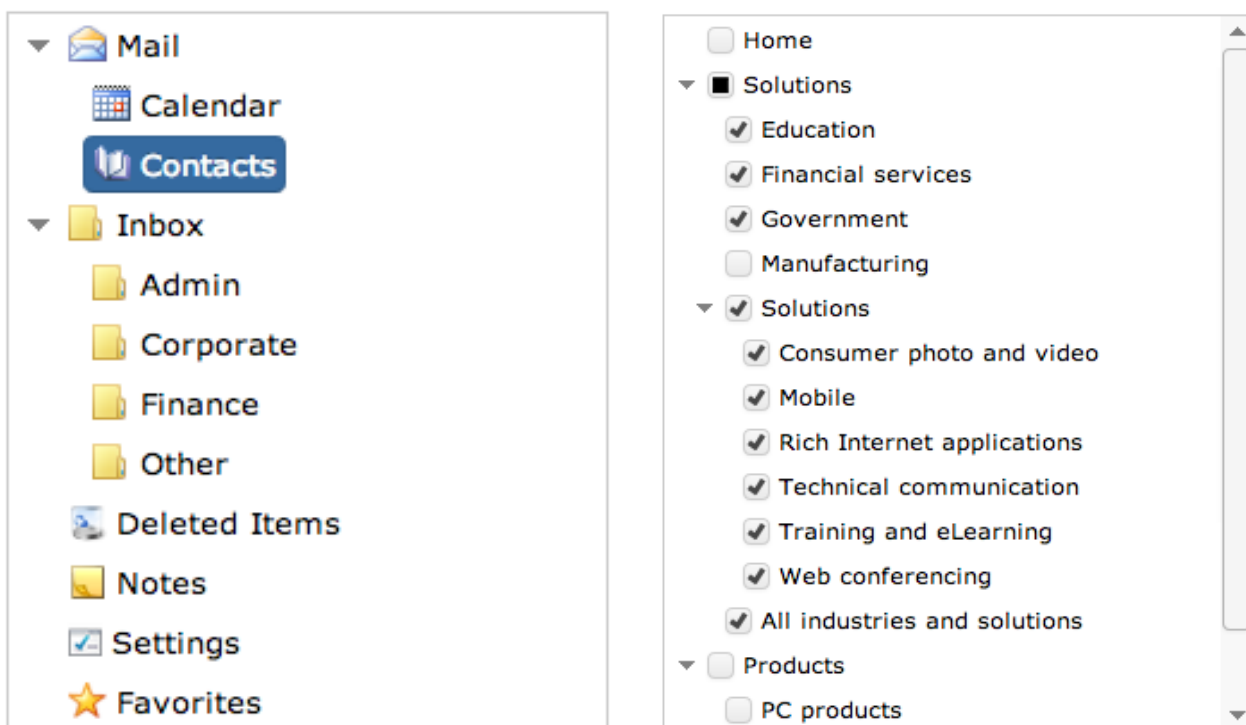 Mail
Calendar
Contacts
Inbox
Admin
Corporate
Finance
Other
Deleted Items
Notes
Settings
Favorites
Home
Solutions
Education
Financial services
Government
Manufacturing
Solutions
Consumer photo and video
Mobile
Rich Internet applications
Technical communication
Training and eLearning
Web conferencing
All industries and solutions
Products
PC products